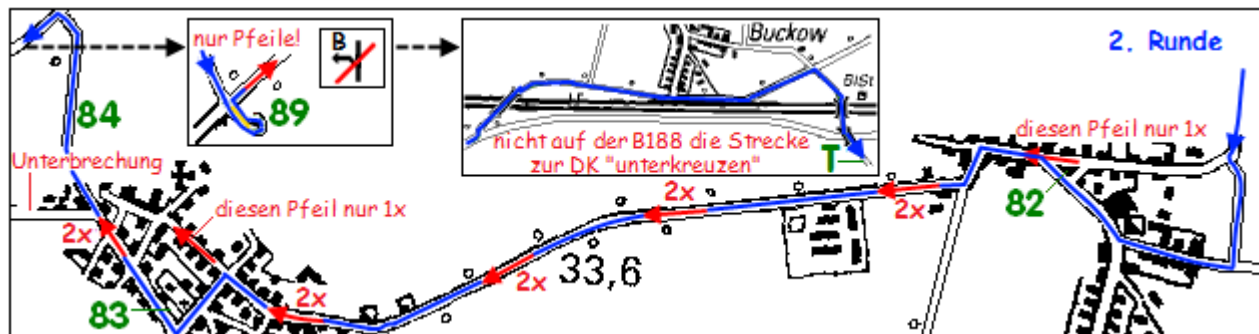 nur Pfeile!
B
Buckow
2. Runde
BlSt
84
89
nicht auf der B188 die Strecke
zur DK "unterkreuzen"
T
diesen Pfeil nur 1x
Unterbrechung
2x
diesen Pfeil nur 1x
2x
2x
82
2x
33,6
83
2x